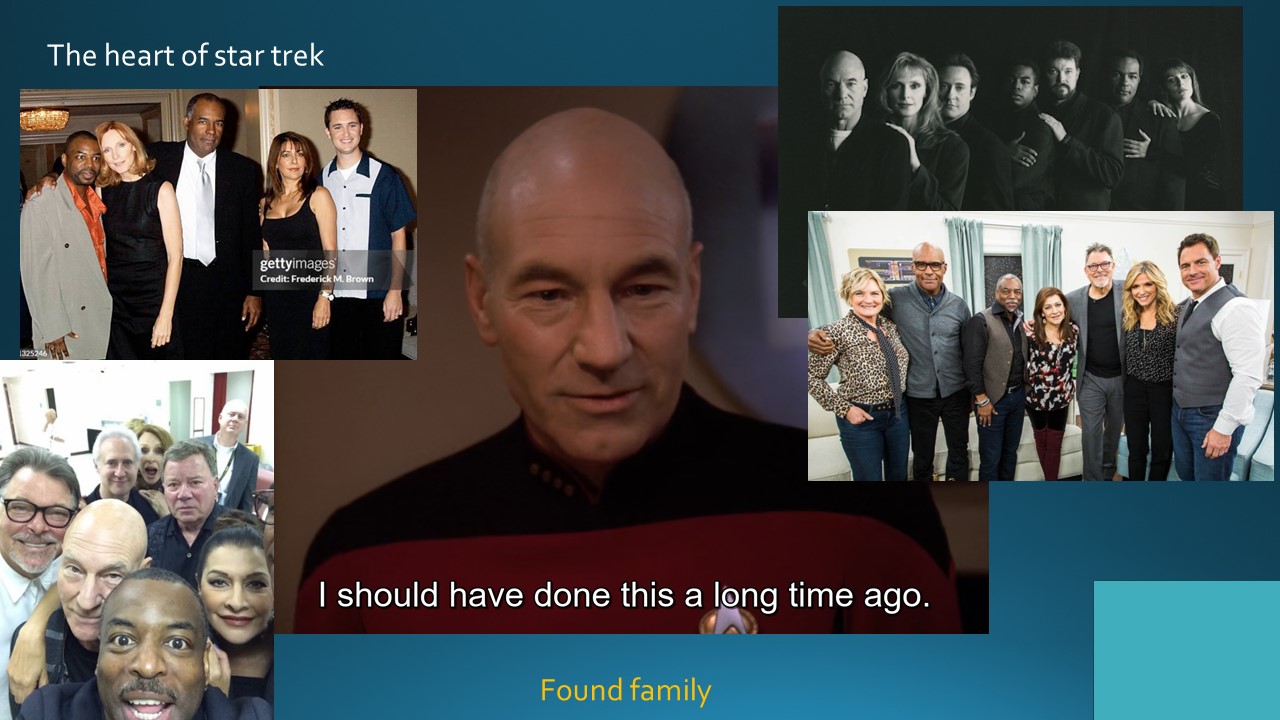 The heart of star trek
gettyimages
Credit: Frederick M. Brown
I should have done this a long time ago.
Found family